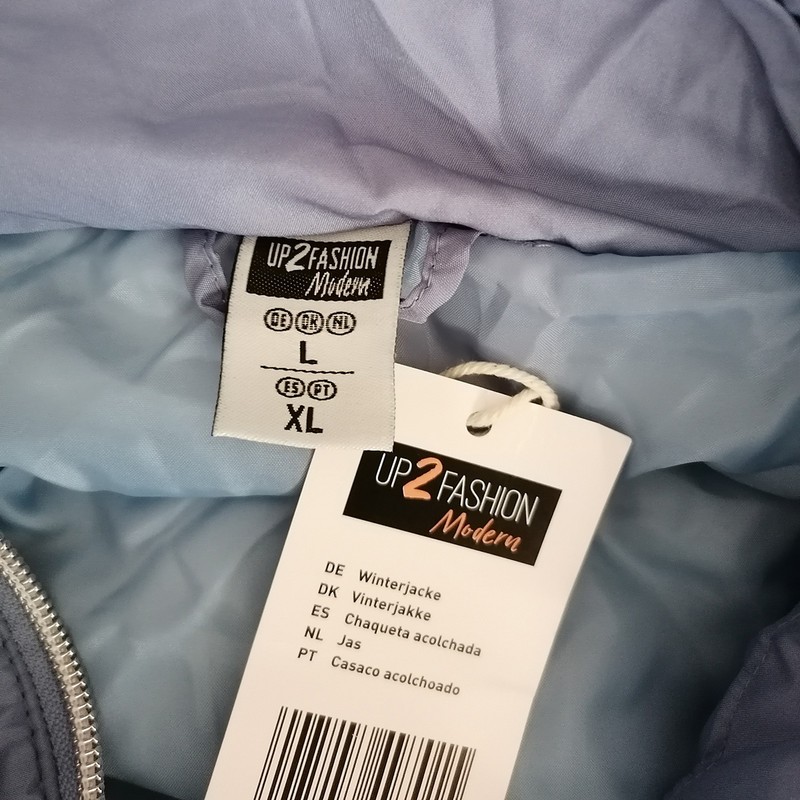 UP2FASHION
Modern
DE DK NL
L
ES PT
XL
UP2FASHION
Modern
DE Winterjacke
DK Vinterjakke
ES Chaqueta acolchada
NL Jas
PT Casaco acolchoado